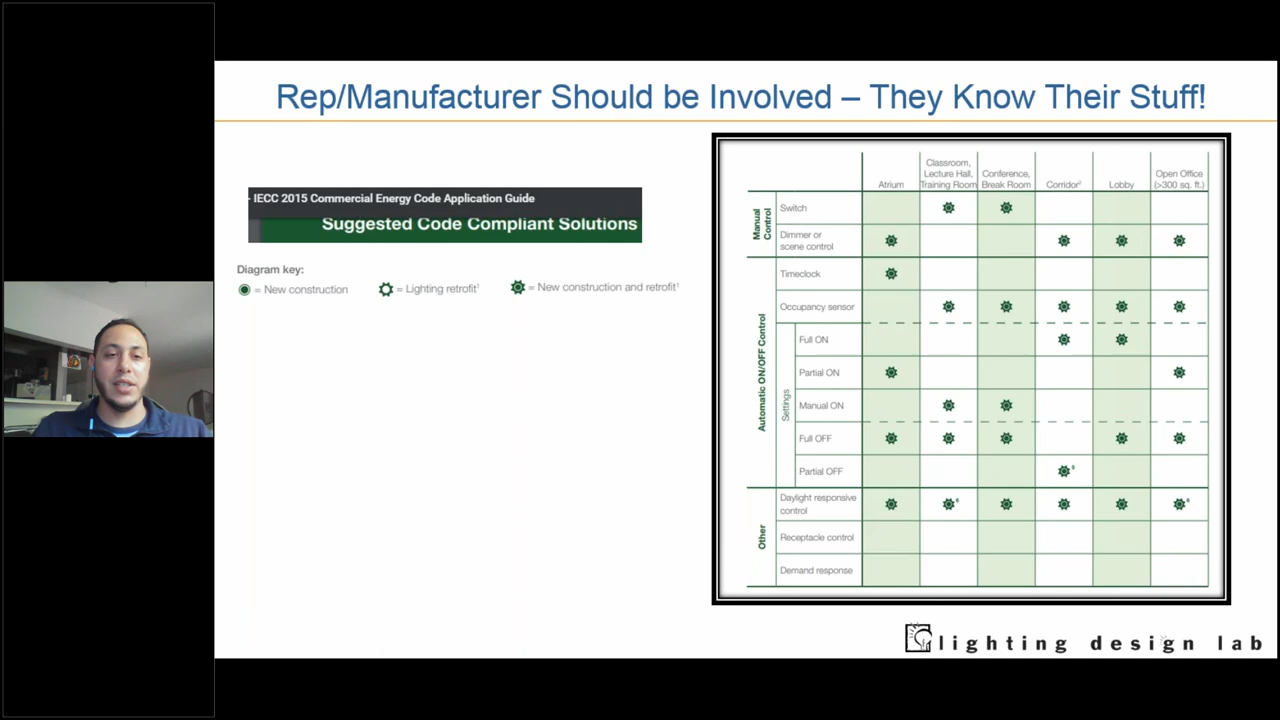 Rep/Manufacturer Should be Involved – They Know Their Stuff!
- IECC 2015 Commercial Energy Code Application Guide
Suggested Code Compliant Solutions
Diagram key:
= New construction
= Lighting retrofit¹
= New construction and retrofit¹
Atrium
Classroom,
Lecture Hall,
Training Room
Conference,
Break Room
Corridor²
Lobby
Open Office
(>300 sq. ft.)
Manual
Control
Switch
Dimmer or
scene control
Automatic ON/OFF Control
Timeclock
Occupancy sensor
Settings
Full ON
Partial ON
Manual ON
Full OFF
Partial OFF
Other
Daylight responsive
control
Receptacle control
Demand response
lighting design lab